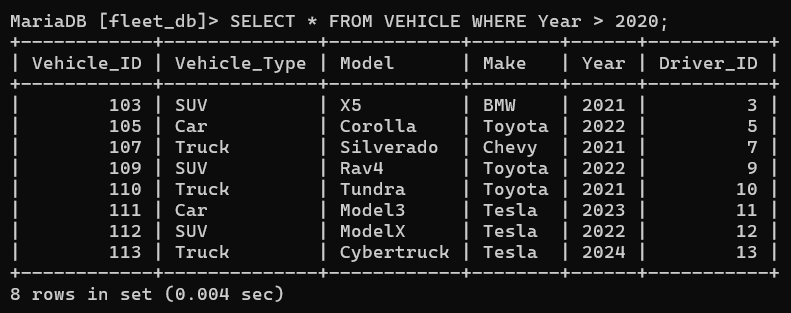 MariaDB [fleet_db]> SELECT * FROM VEHICLE WHERE Year > 2020;
+------------+--------------+------------+--------+------+-----------+
| Vehicle_ID | Vehicle_Type | Model      | Make   | Year | Driver_ID |
+------------+--------------+------------+--------+------+-----------+
|        103 | SUV          | X5         | BMW    | 2021 |         3 |
|        105 | Car          | Corolla    | Toyota | 2022 |         5 |
|        107 | Truck        | Silverado  | Chevy  | 2021 |         7 |
|        109 | SUV          | Rav4       | Toyota | 2022 |         9 |
|        110 | Truck        | Tundra     | Toyota | 2021 |        10 |
|        111 | Car          | Model3     | Tesla  | 2023 |        11 |
|        112 | SUV          | ModelX     | Tesla  | 2022 |        12 |
|        113 | Truck        | Cybertruck | Tesla  | 2024 |        13 |
+------------+--------------+------------+--------+------+-----------+
8 rows in set (0.004 sec)